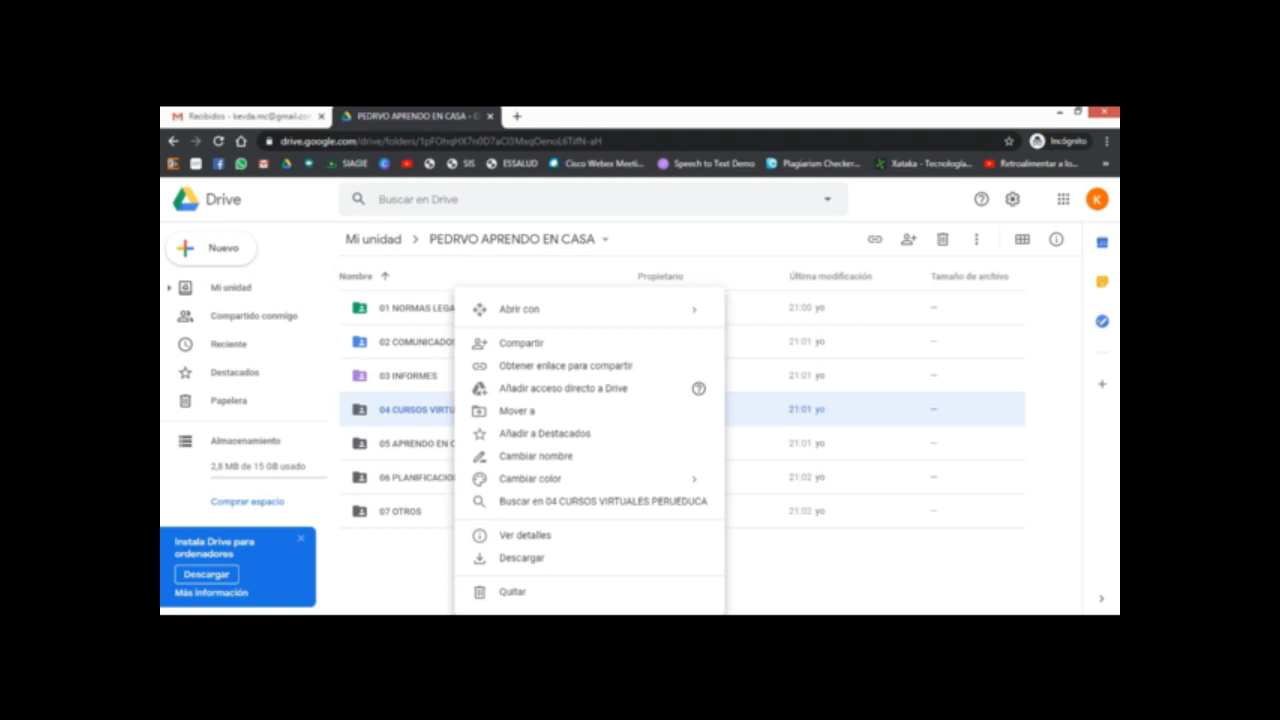 Recibidos - kevda.mc@gmail.co
PEDRVO APRENDO EN CASA - G
drive.google.com/drive/folders/
Incógnito
SIAGIE
SIS
ESSALUD
Cisco Webex Meeti...
Speech to Text Demo
Plagiarism Checker...
Xataka - Tecnología...
Retroalimentar a lo...
Drive
Buscar en Drive
K
Nuevo
Mi unidad > PEDRVO APRENDO EN CASA
Nombre
Propietario
Última modificación
Tamaño de archivo
Mi unidad
Compartido conmigo
Reciente
Destacados
Papelera
Almacenamiento
2,8 MB de 15 GB usado
Comprar espacio
Instala Drive para
ordenadores
Descargar
Más información
01 NORMAS LEGA
21:00 yo
—
02 COMUNICADO
21:01 yo
—
03 INFORMES
21:01 yo
—
04 CURSOS VIRTU
21:01 yo
—
05 APRENDO EN C
21:01 yo
—
06 PLANIFICACIO
21:02 yo
—
07 OTROS
21:02 yo
—
Abrir con
Compartir
Obtener enlace para compartir
Añadir acceso directo a Drive
Mover a
Añadir a Destacados
Cambiar nombre
Cambiar color
Buscar en 04 CURSOS VIRTUALES PERUEDUCA
Ver detalles
Descargar
Quitar